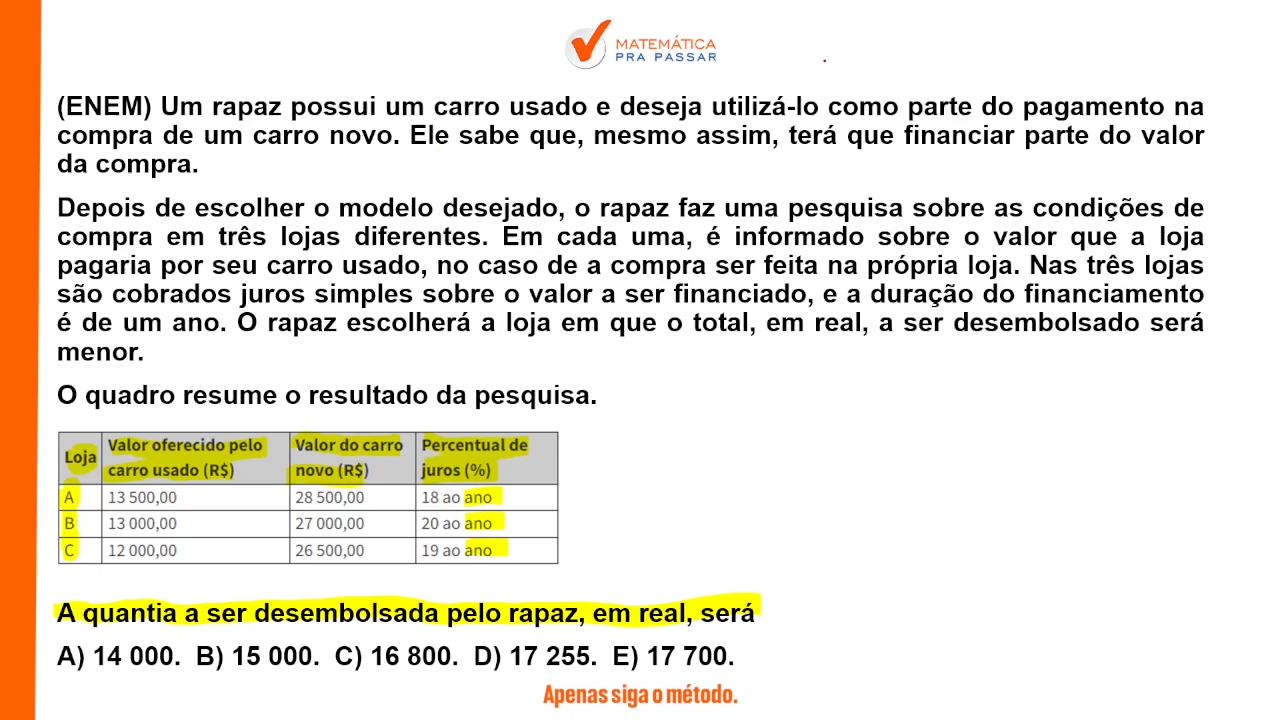 MATEMÁTICA
PRA PASSAR
(ENEM) Um rapaz possui um carro usado e deseja utilizá-lo como parte do pagamento na
compra de um carro novo. Ele sabe que, mesmo assim, terá que financiar parte do valor
da compra.
Depois de escolher o modelo desejado, o rapaz faz uma pesquisa sobre as condições de
compra em três lojas diferentes. Em cada uma, é informado sobre o valor que a loja
pagaria por seu carro usado, no caso de a compra ser feita na própria loja. Nas três lojas
são cobrados juros simples sobre o valor a ser financiado, e a duração do financiamento
é de um ano. O rapaz escolherá a loja em que o total, em real, a ser desembolsado será
menor.
O quadro resume o resultado da pesquisa.
Loja Valor oferecido pelo carro usado (R$) Valor do carro novo (R$) Percentual de juros (%)
A 13 500,00 28 500,00 18 ao ano
B 13 000,00 27 000,00 20 ao ano
C 12 000,00 26 500,00 19 ao ano
A quantia a ser desembolsada pelo rapaz, em real, será
A) 14 000. B) 15 000. C) 16 800. D) 17 255. E) 17 700.
Apenas siga o método.